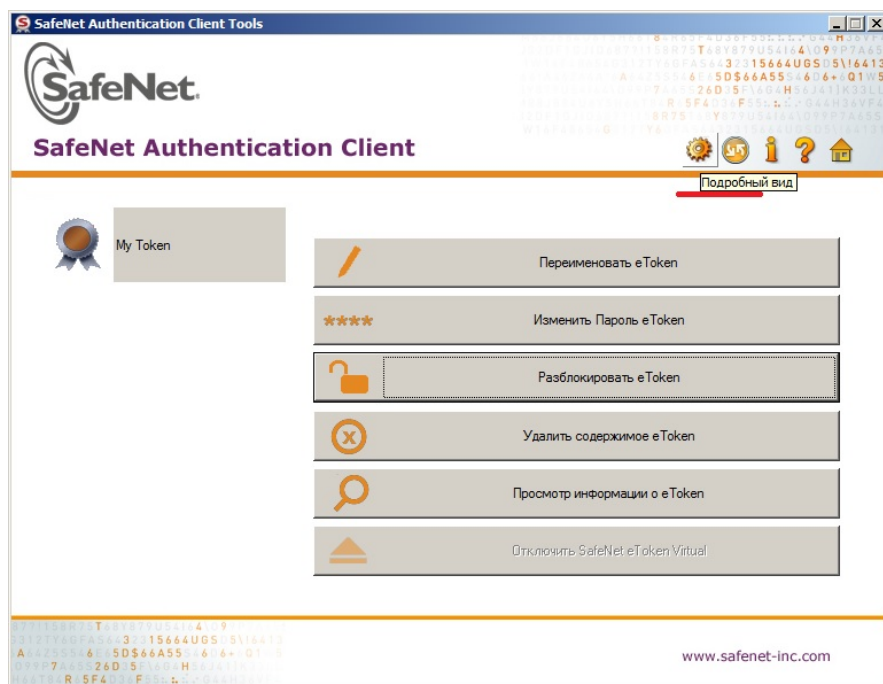 SafeNet Authentication Client Tools
SafeNet.
SafeNet Authentication Client
Подробный вид
My Token
Переименовать eToken
**** Изменить Пароль eToken
Разблокировать eToken
Удалить содержимое eToken
Просмотр информации о eToken
Отключить SafeNet eToken Virtual
www.safenet-inc.com